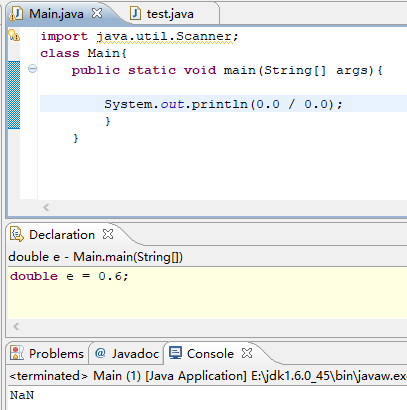 Main.java test.java
import java.util.Scanner;
class Main{
public static void main(String[] args){
System.out.println(0.0 / 0.0);
}
}
Declaration
double e - Main.main(String[])
double e = 0.6;
Problems @ Javadoc Console
<terminated> Main (1) [Java Application] E:\jdk1.6.0_45\bin\javaw.exe
NaN